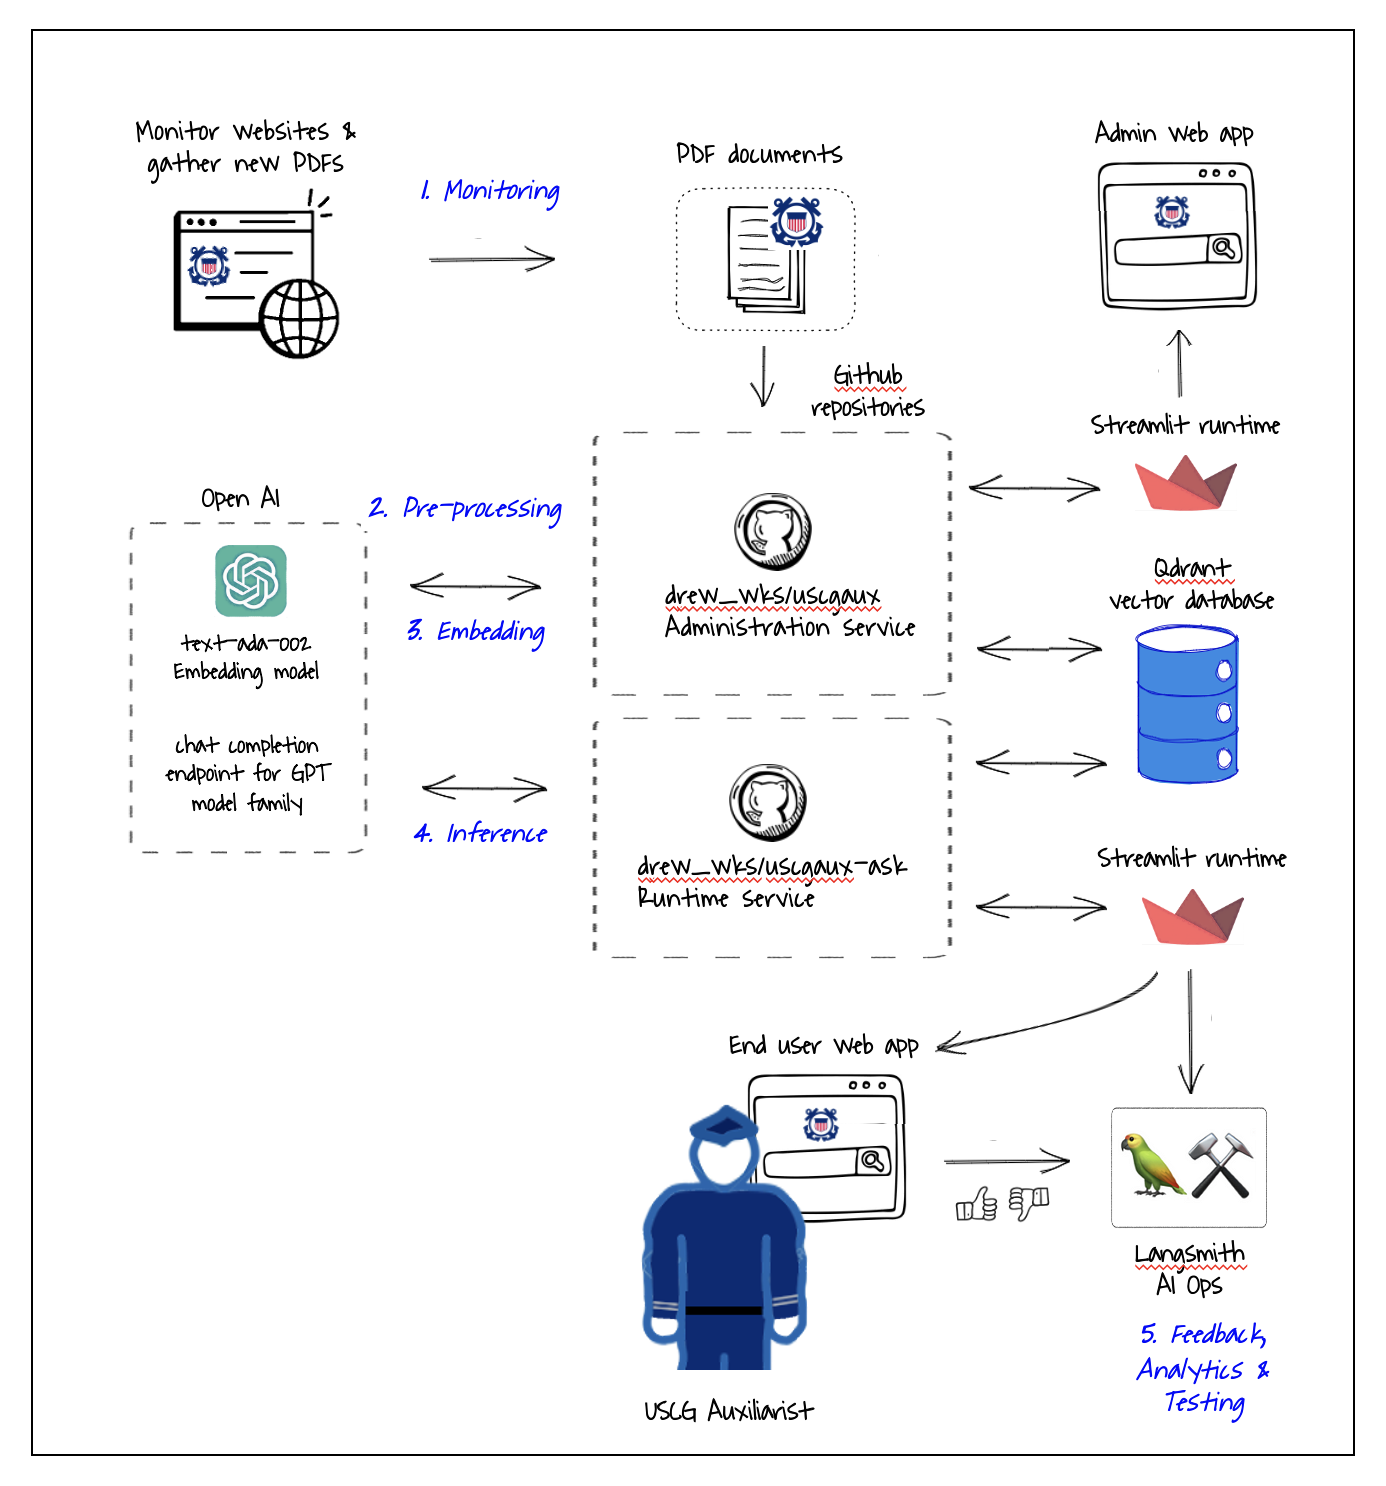 Monitor websites &
gather new PDFs
1. Monitoring
PDF documents
Admin web app
Github
repositories
Streamlit runtime
Open AI
2. Pre-processing
text-ada-002
Embedding model
3. Embedding
drew_wks/uscgaux
Administration service
Qdrant
vector database
chat completion
endpoint for GPT
model family
4. Inference
drew_wks/uscgaux-ask
Runtime service
Streamlit runtime
End user web app
Langsmith
AI Ops
5. Feedback,
Analytics &
Testing
USCG Auxiliarist